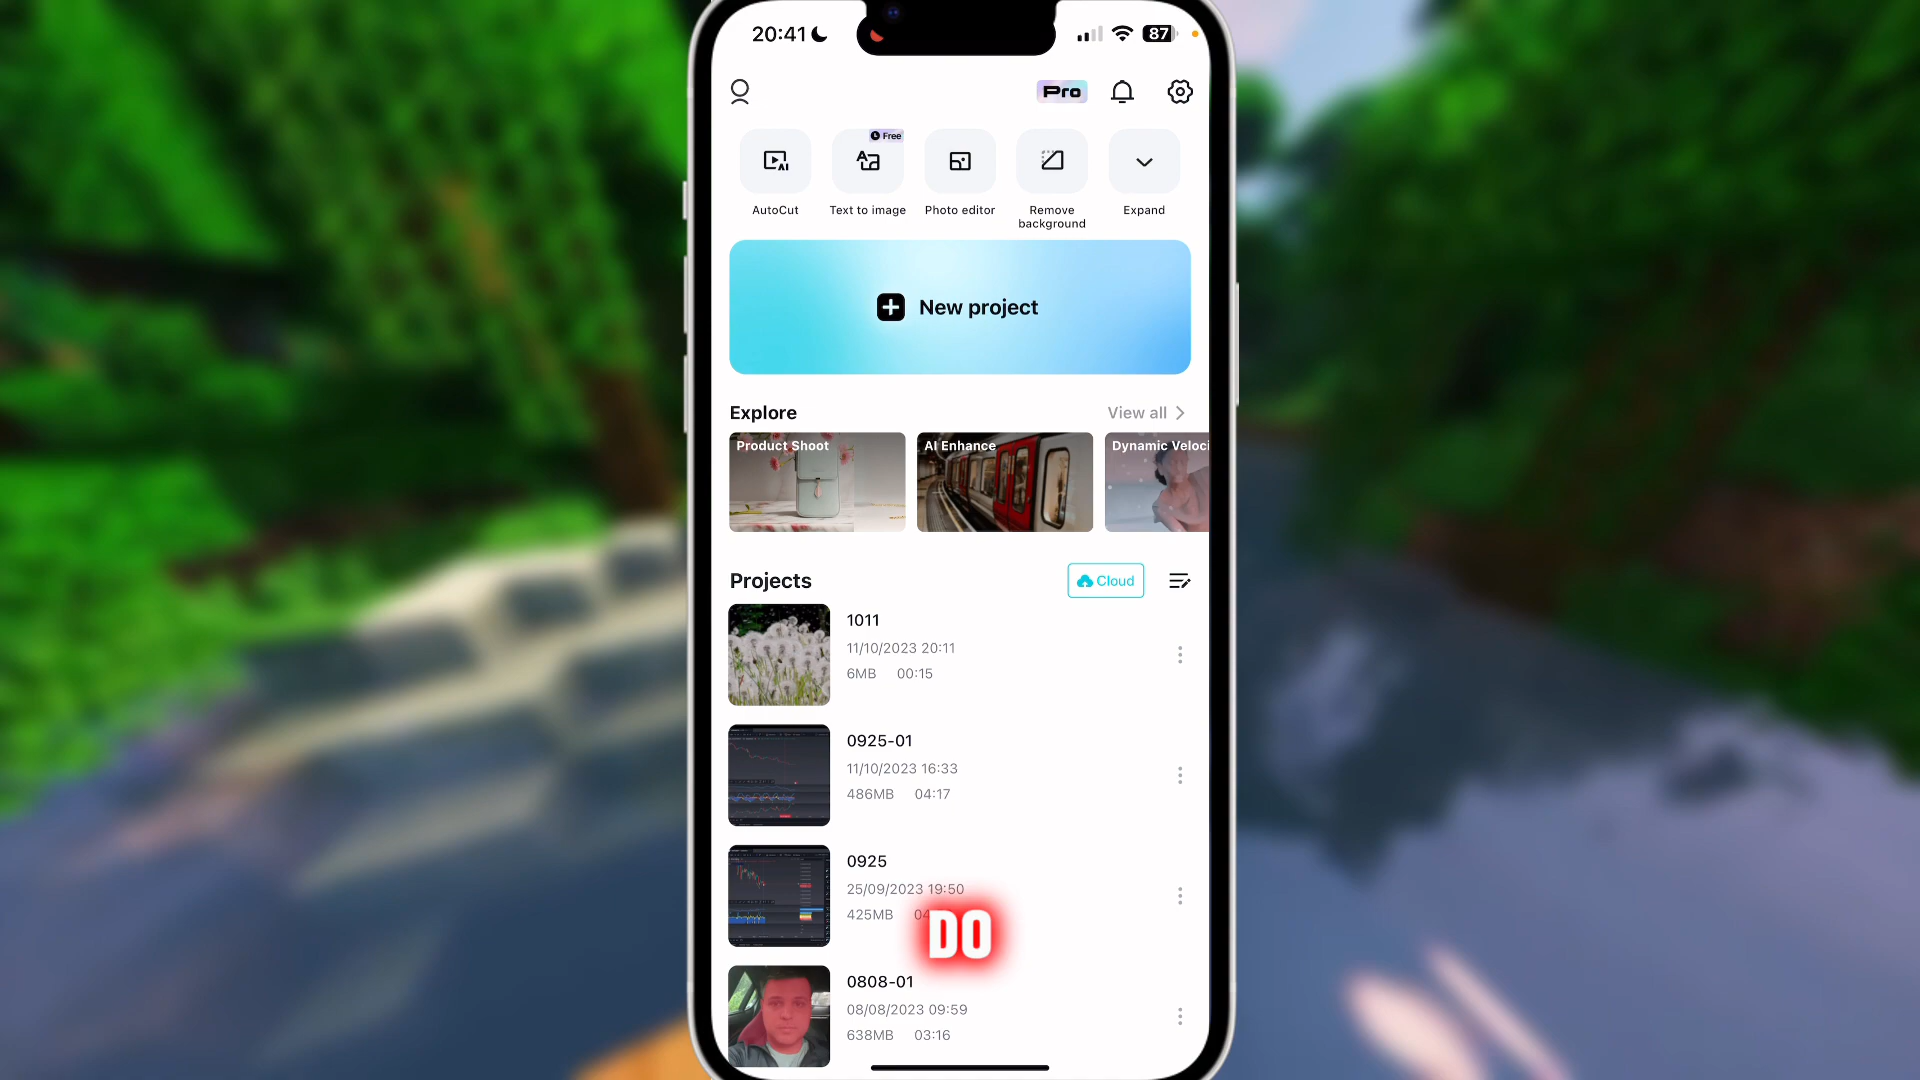 20:41
87
Pro
Free
AutoCut
Text to image
Photo editor
Remove
background
Expand
New project
Explore
View all
Product Shoot
AI Enhance
Dynamic Veloci
Projects
Cloud
1011
11/10/2023 20:11
6MB 00:15
0925-01
11/10/2023 16:33
486MB 04:17
0925
25/09/2023 19:50
425MB 04
DO
0808-01
08/08/2023 09:59
638MB 03:16